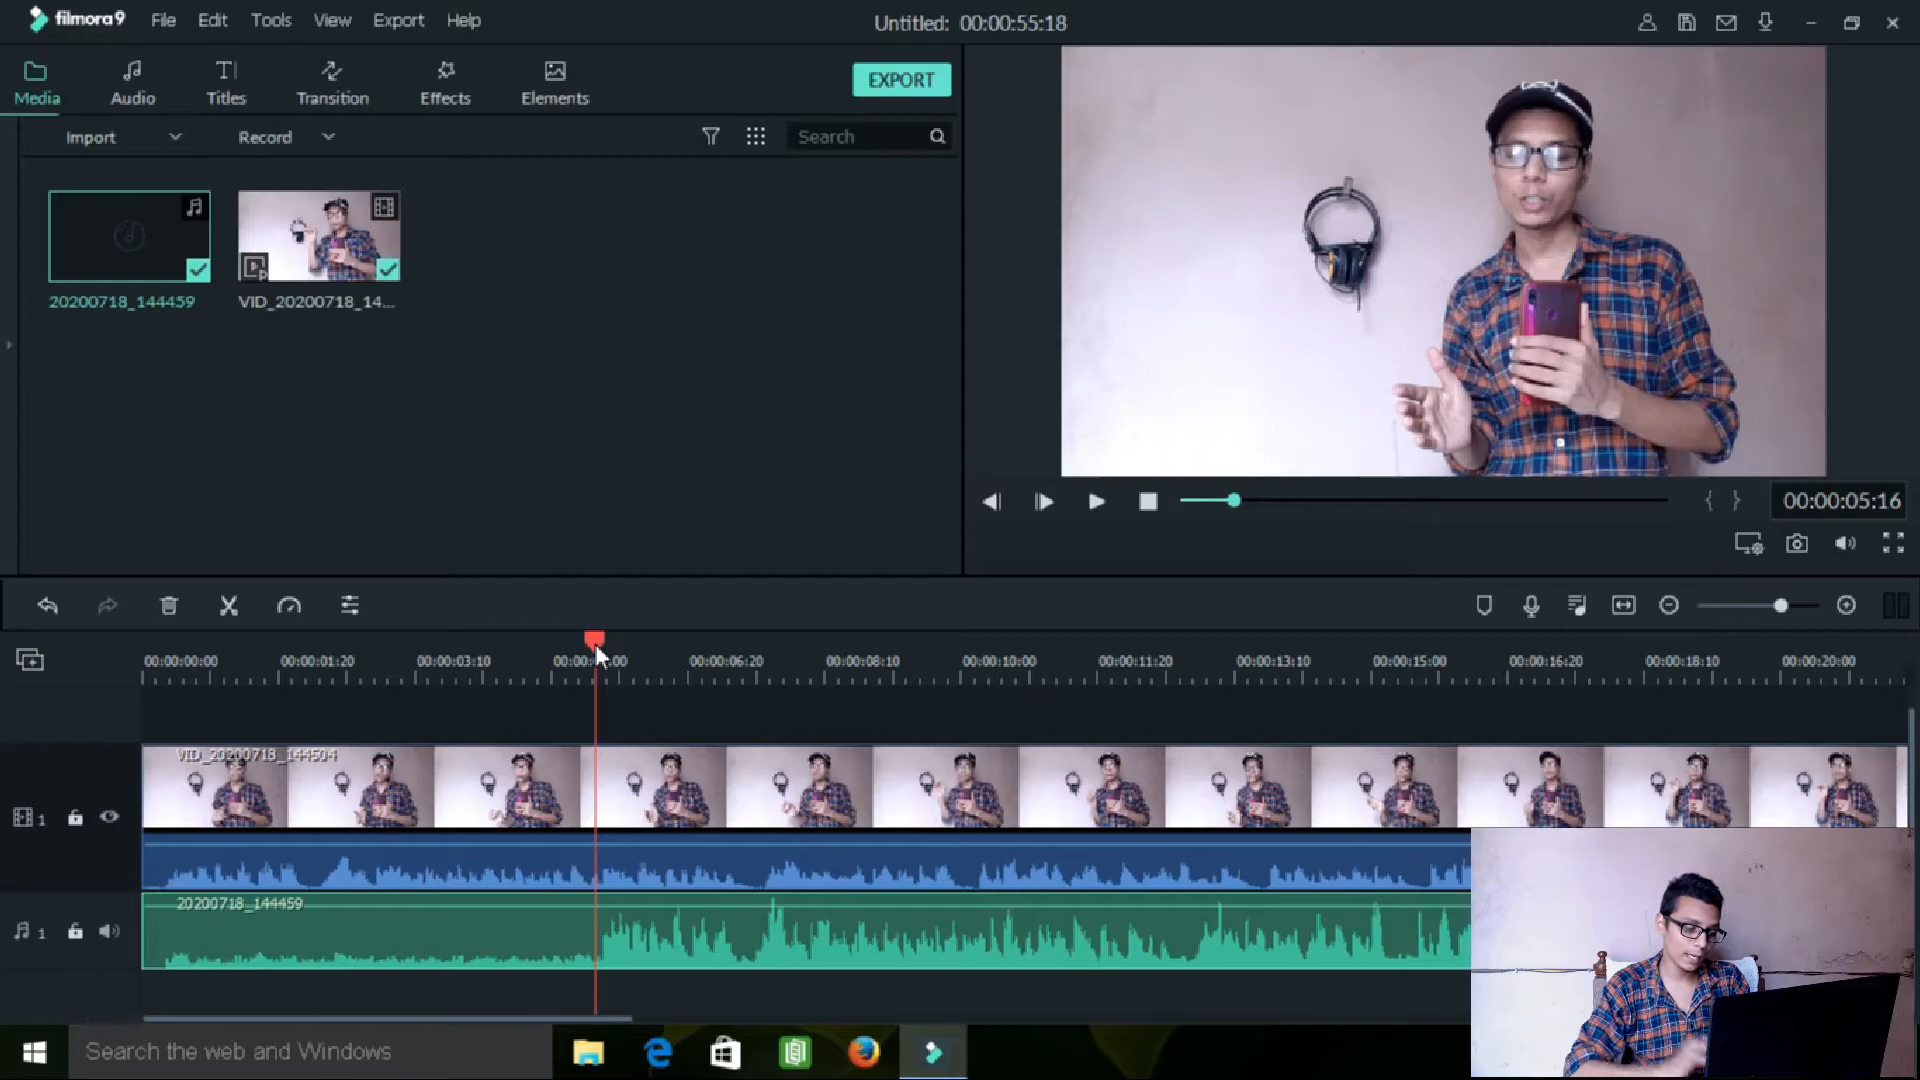 filmora9 File Edit Tools View Export Help Untitled: 00:00:55:18
Media Audio Titles Transition Effects Elements EXPORT
Import Record Search
20200718_144459 VID_20200718_14...
00:00:05:16
00:00:00:00 00:00:01:20 00:00:03:10 00:00:06:20 00:00:08:10 00:00:10:00 00:00:11:20 00:00:13:10 00:00:15:00 00:00:16:20 00:00:18:10 00:00:20:00
VID_20200718_144504
1
20200718_144459
1
Search the web and Windows